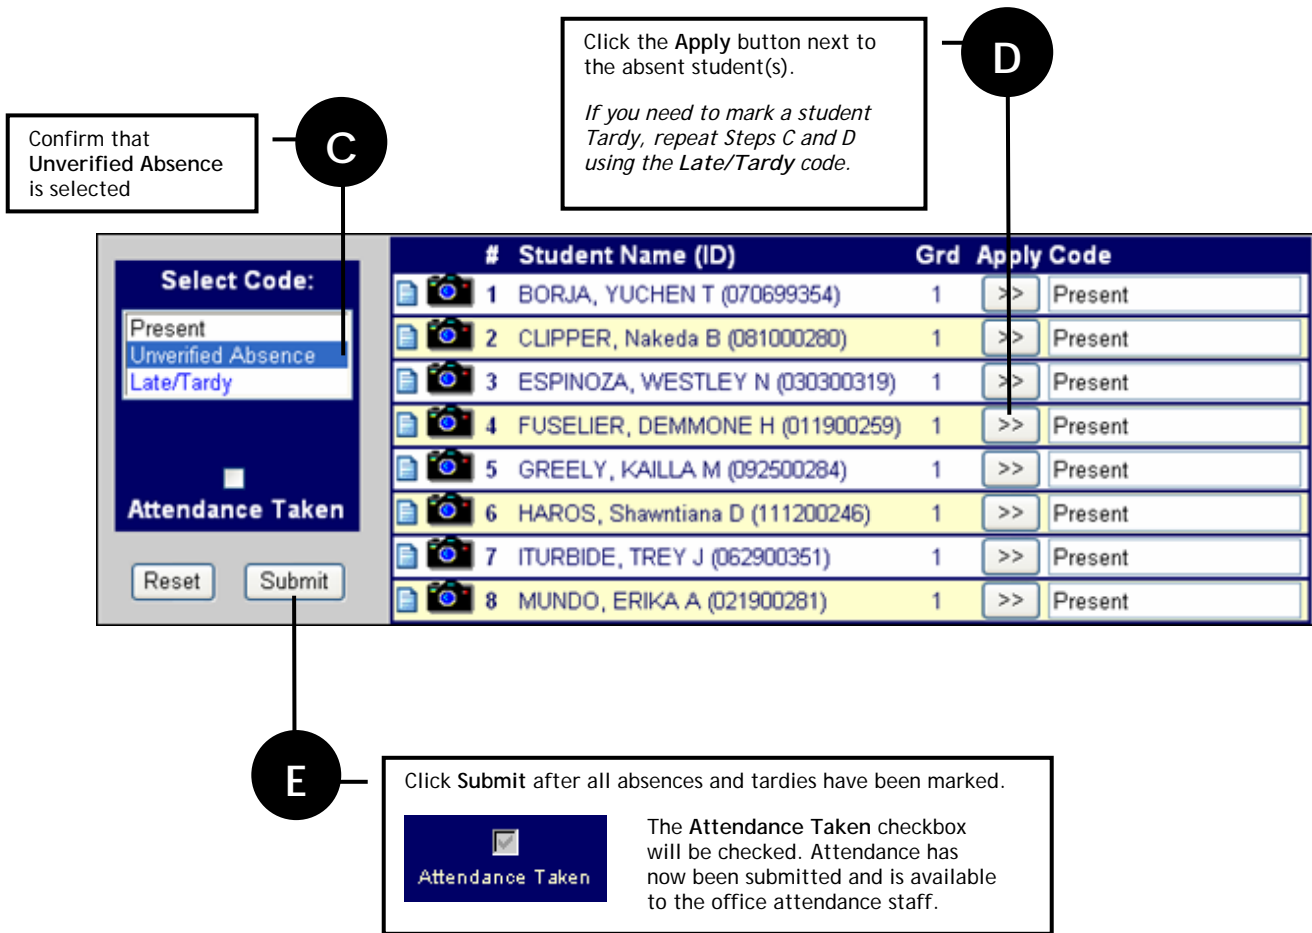 Click the Apply button next to
the absent student(s).
If you need to mark a student
Tardy, repeat Steps C and D
using the Late/Tardy code.
D
Confirm that
Unverified Absence
is selected
C
Select Code:
Present
Unverified Absence
Late/Tardy
Attendance Taken
Reset Submit
# Student Name (ID) Grd Apply Code
1 BORJA, YUCHEN T (070699354) 1 >> Present
2 CLIPPER, Nakeda B (081000280) 1 >> Present
3 ESPINOZA, WESTLEY N (030300319) 1 >> Present
4 FUSELIER, DEMMONE H (011900259) 1 >> Present
5 GREELY, KAILLA M (092500284) 1 >> Present
6 HAROS, Shawntiana D (111200246) 1 >> Present
7 ITURBIDE, TREY J (062900351) 1 >> Present
8 MUNDO, ERIKA A (021900281) 1 >> Present
E
Click Submit after all absences and tardies have been marked.
Attendance Taken
The Attendance Taken checkbox
will be checked. Attendance has
now been submitted and is available
to the office attendance staff.